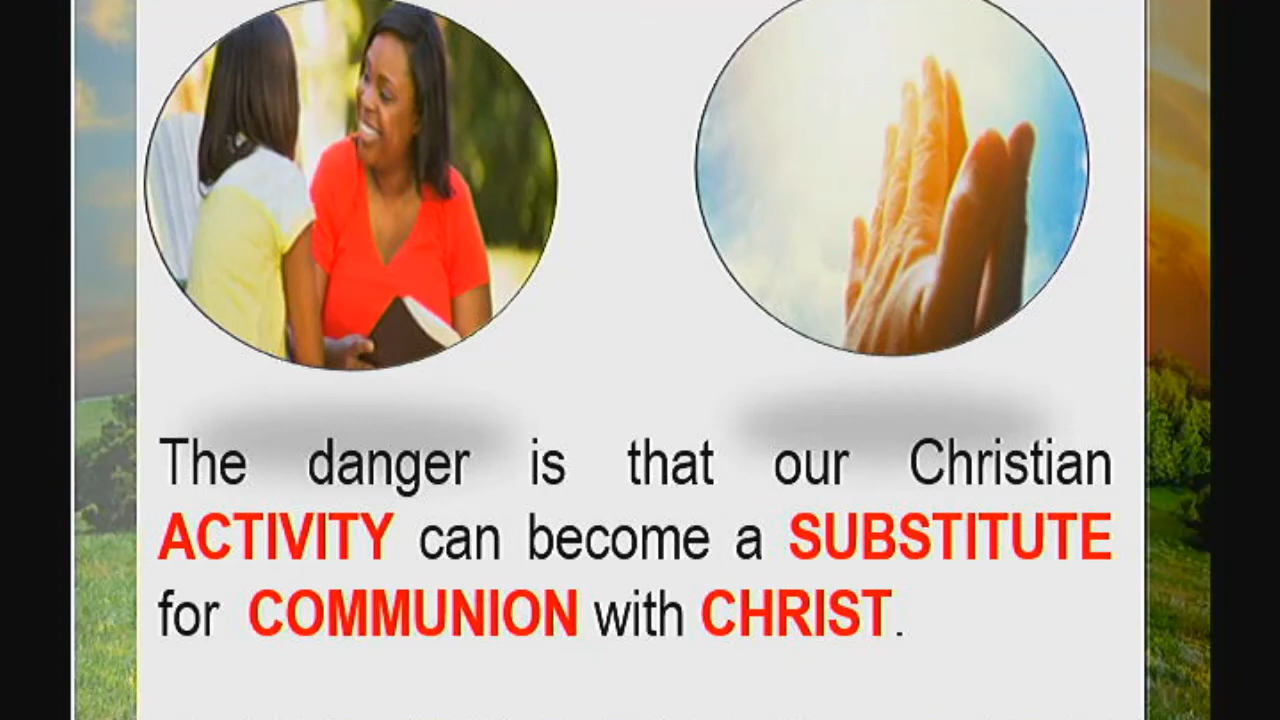 The danger is that our Christian
ACTIVITY can become a SUBSTITUTE
for COMMUNION with CHRIST.